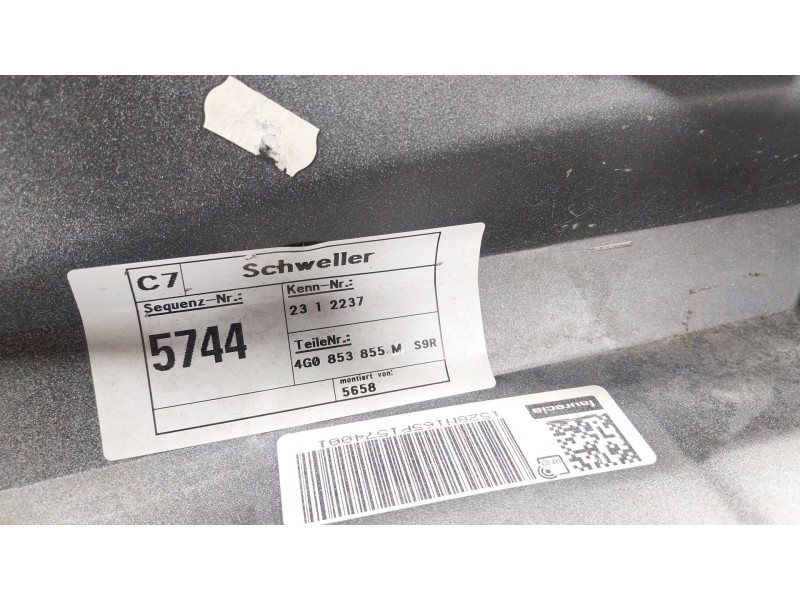 C7 Schweller
Sequenz-Nr.: Kenn-Nr.:
5744 23 1 2237
TeileNr.:
4G0 853 855 M S9R
montiert von:
5658
faurecia
RFID